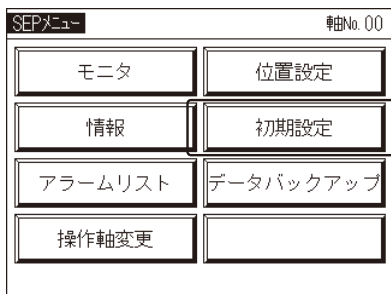 SEPメニュー 軸No. 00
モニタ 位置設定
情報 初期設定
アラームリスト データバックアップ
操作軸変更